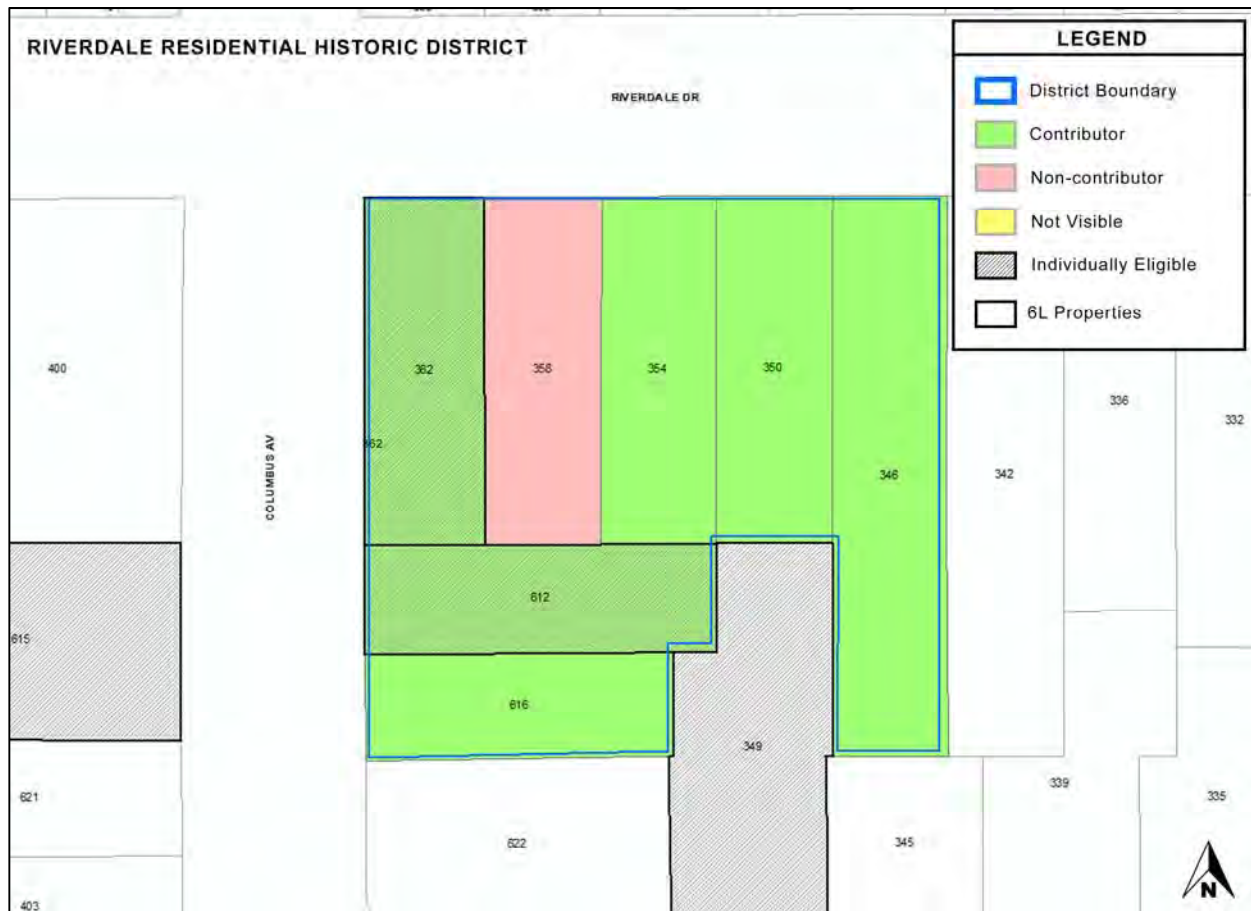 RIVERDALE RESIDENTIAL HISTORIC DISTRICT
RIVERDALE DR
LEGEND
District Boundary
Contributor
Non-contributor
Not Visible
Individually Eligible
6L Properties
400
362
358
354
350
346
342
336
332
COLUMBUS AV
612
615
616
349
621
622
345
339
335
403
N